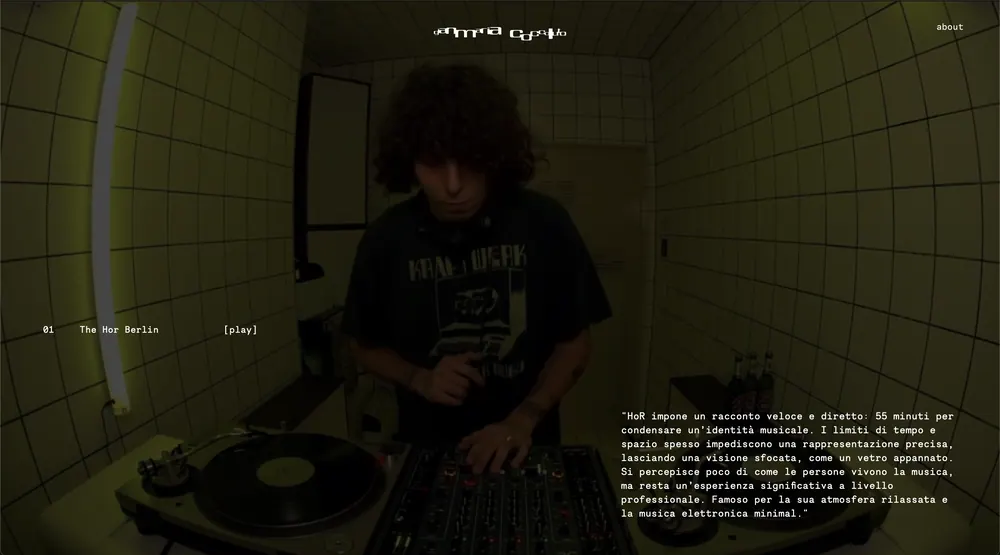 about
KRAFTWERK
01 The Hor Berlin [play]
"HoR impone un racconto veloce e diretto: 55 minuti per
condensare un'identità musicale. I limiti di tempo e
spazio spesso impediscono una rappresentazione precisa,
lasciando una visione sfocata, come un vetro appannato.
Si percepisce poco di come le persone vivono la musica,
ma resta un'esperienza significativa e livello
professionale. Famoso per la sua atmosfera rilassata e
la musica elettronica minimal."